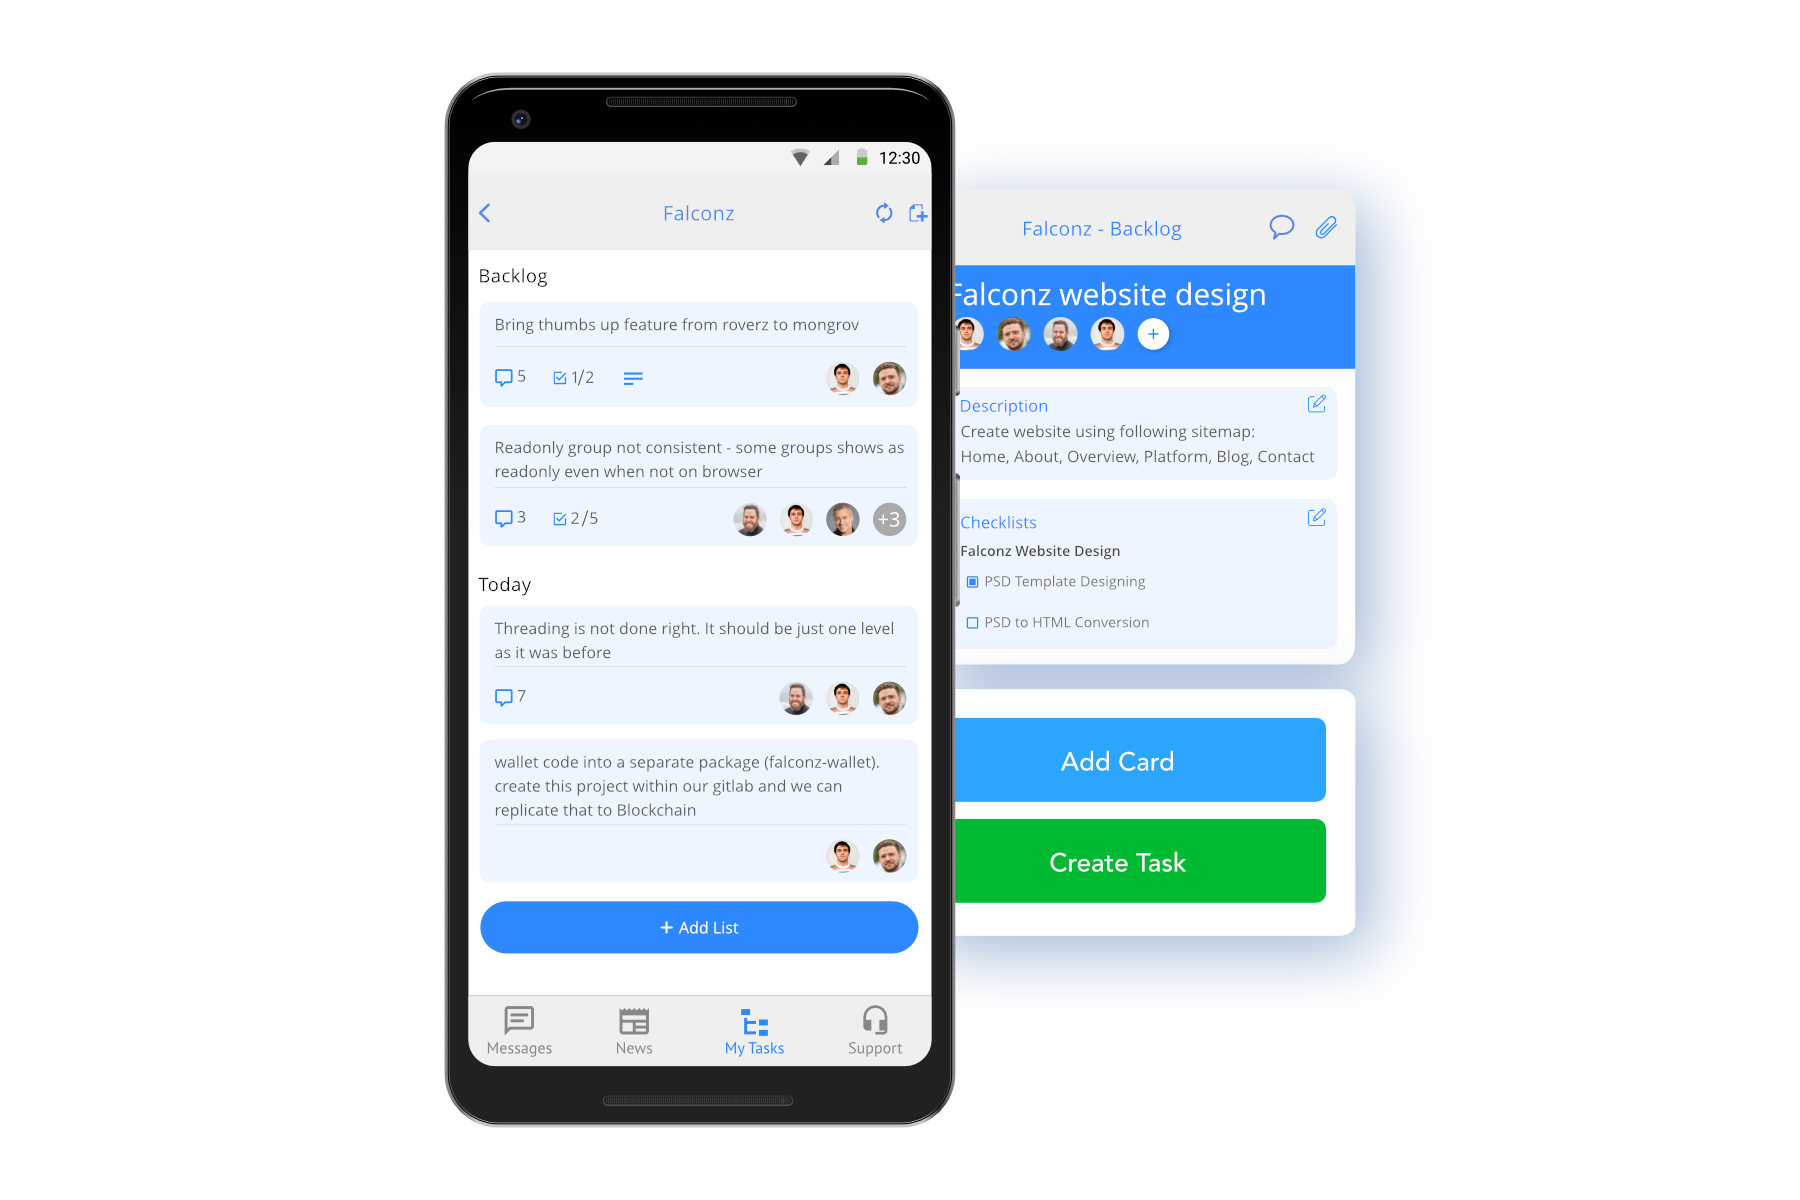 12:30
Falconz
Backlog
Bring thumbs up feature from roverz to mongrov
5
1/2
Readonly group not consistent - some groups shows as
readonly even when not on browser
3
2/5
+3
Today
Threading is not done right. It should be just one level
as it was before
7
wallet code into a separate package (falconz-wallet).
create this project within our gitlab and we can
replicate that to Blockchain
+ Add List
Messages
News
My Tasks
Support
Falconz - Backlog
Falconz website design
+
Description
Create website using following sitemap:
Home, About, Overview, Platform, Blog, Contact
Checklists
Falconz Website Design
PSD Template Designing
PSD to HTML Conversion
Add Card
Create Task